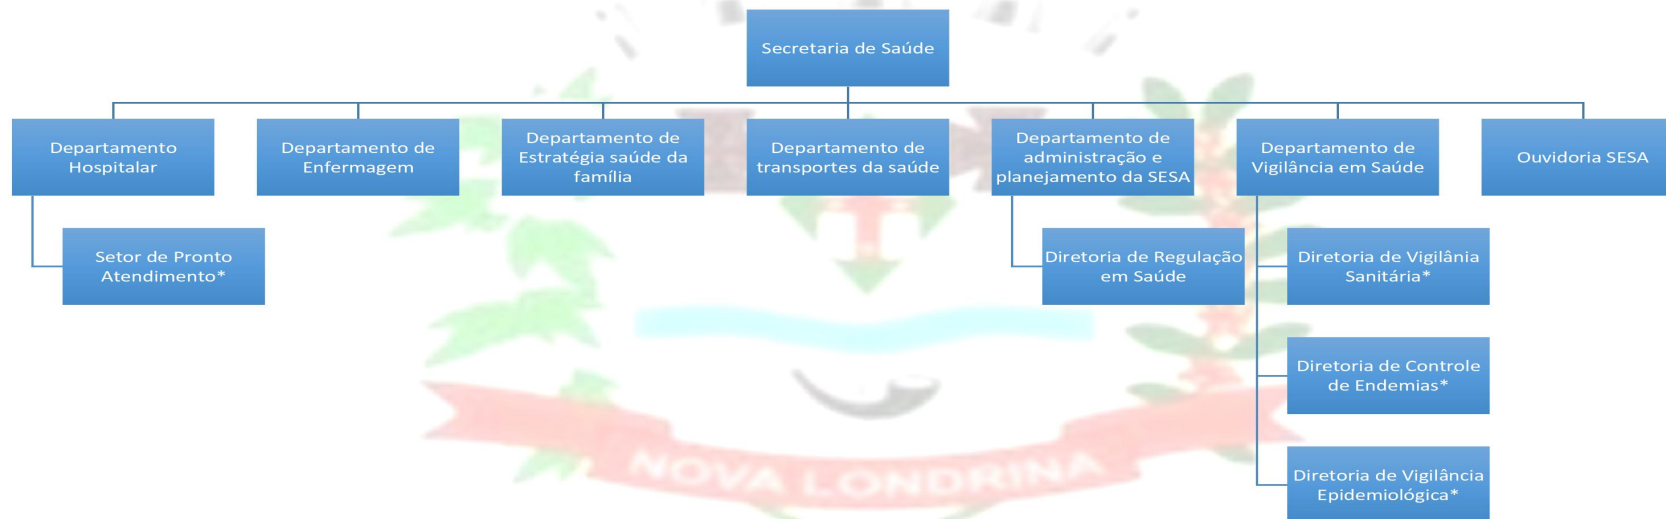 Secretaria de Saúde
Departamento
Hospitalar
Departamento de
Enfermagem
Departamento de
Estratégia saúde da
família
Departamento de
transportes da saúde
Departamento de
administração e
planejamento da SESA
Departamento de
Vigilância em Saúde
Ouvidoria SESA
Setor de Pronto
Atendimento*
Diretoria de Regulação
em Saúde
Diretoria de Vigilânia
Sanitária*
Diretoria de Controle
de Endemias*
Diretoria de Vigilância
Epidemiológica*
NOVA LONDRINA